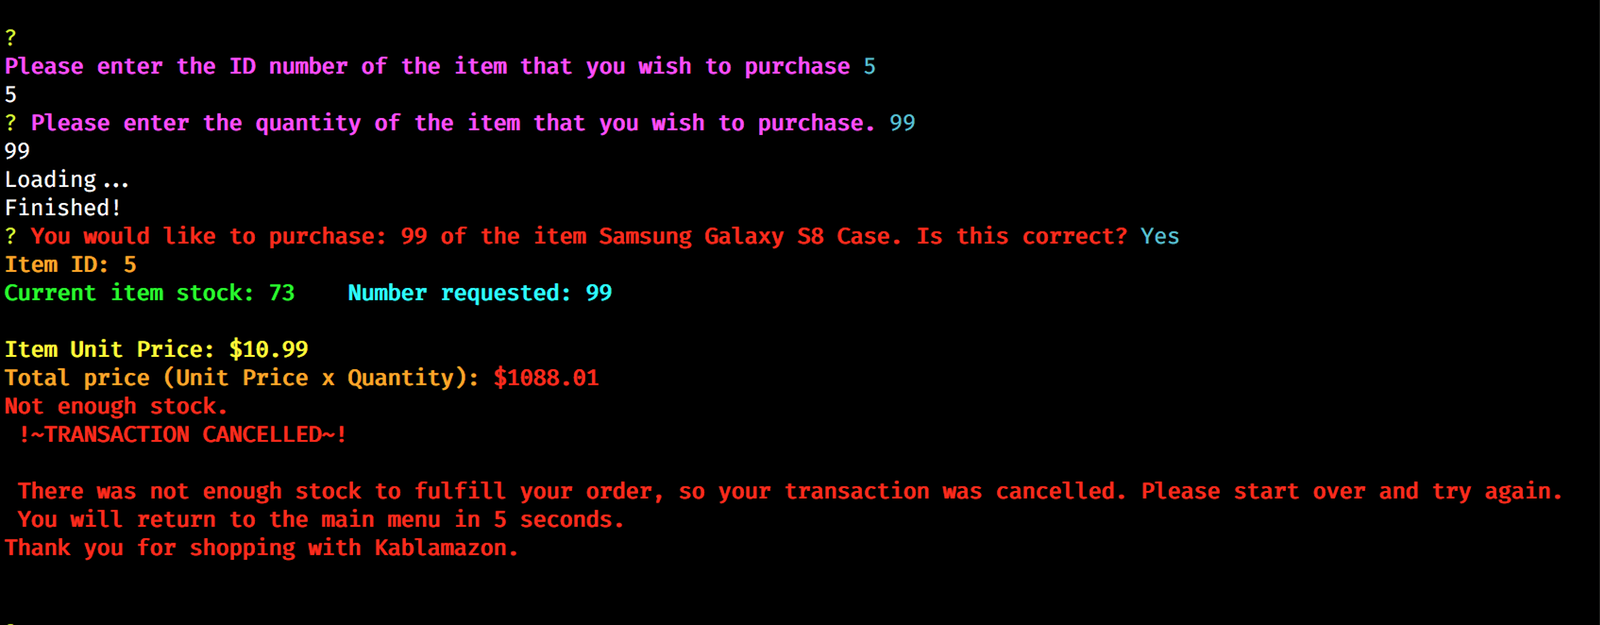 ?
Please enter the ID number of the item that you wish to purchase 5
5
? Please enter the quantity of the item that you wish to purchase. 99
99
Loading...
Finished!
? You would like to purchase: 99 of the item Samsung Galaxy S8 Case. Is this correct? Yes
Item ID: 5
Current item stock: 73    Number requested: 99
Item Unit Price: $10.99
Total price (Unit Price x Quantity): $1088.01
Not enough stock.
!~TRANSACTION CANCELLED~!
There was not enough stock to fulfill your order, so your transaction was cancelled. Please start over and try again.
You will return to the main menu in 5 seconds.
Thank you for shopping with Kablamazon.